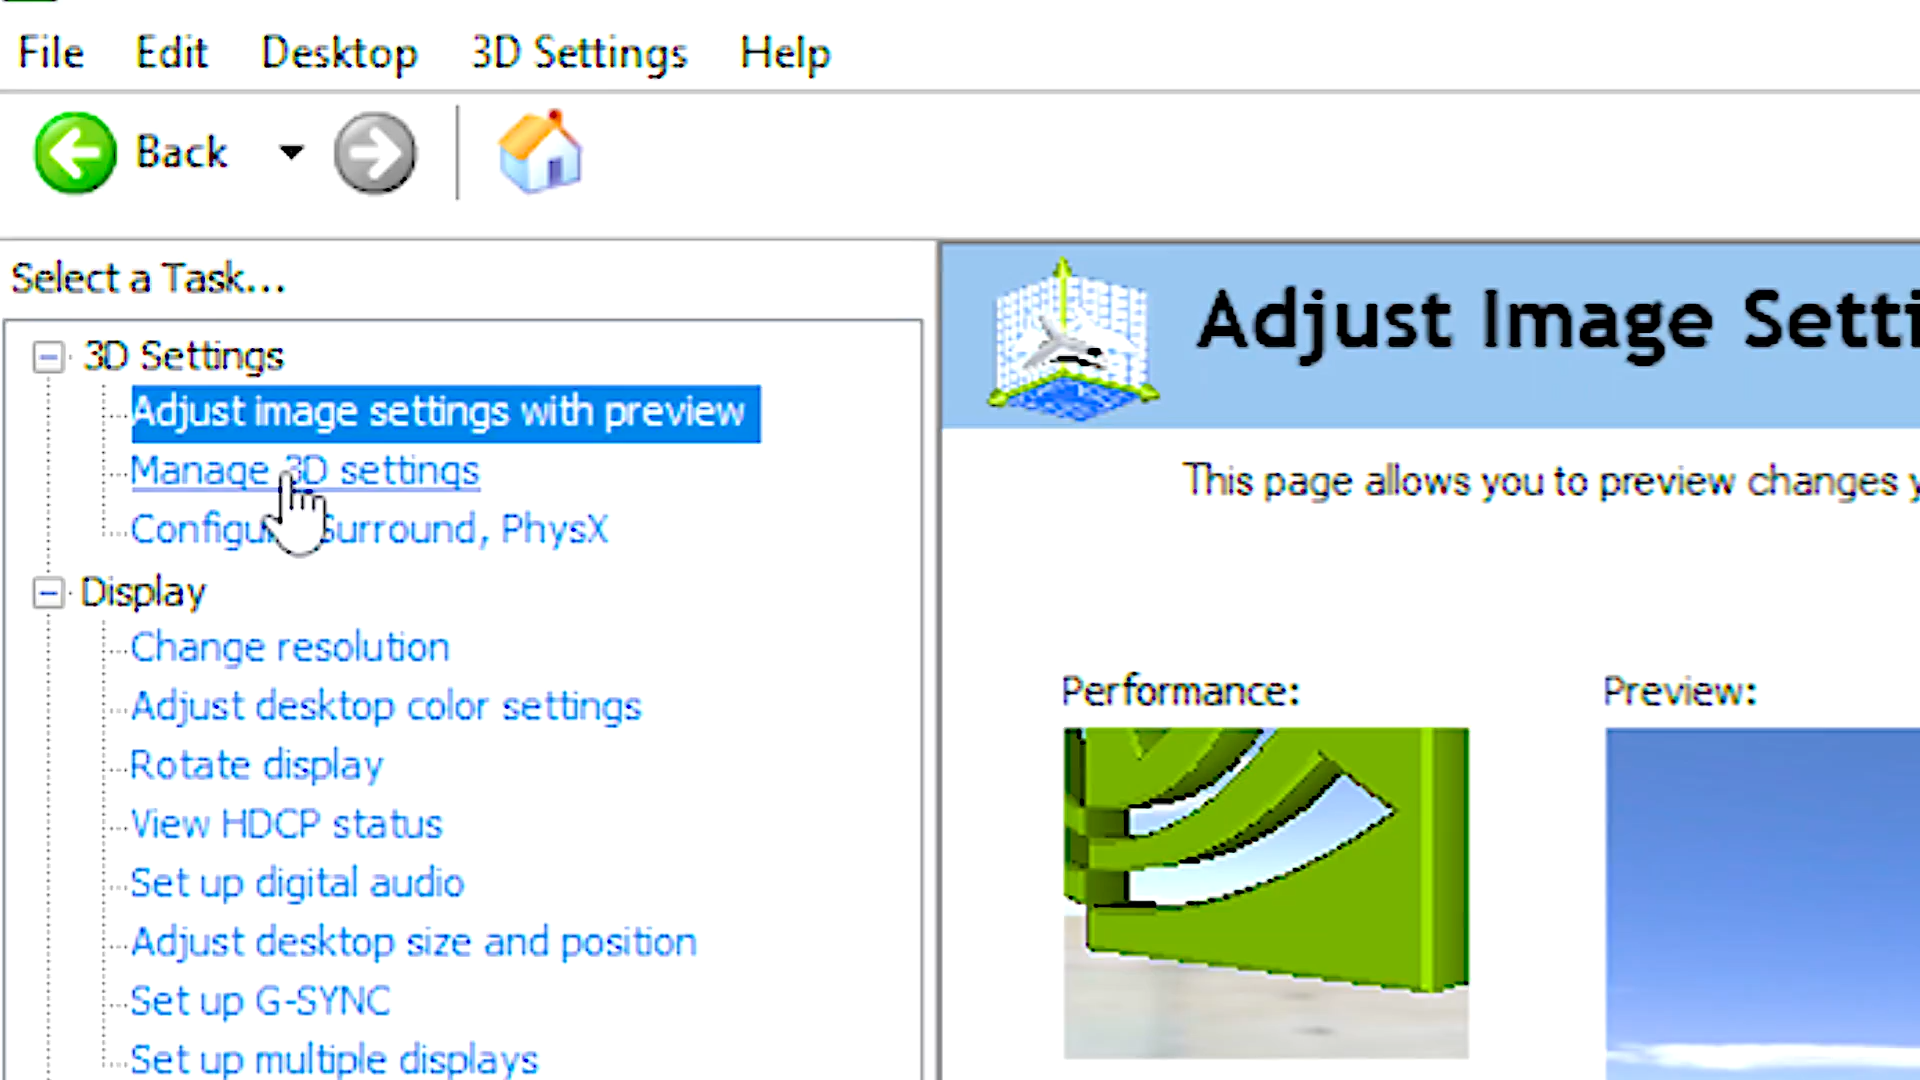 File Edit Desktop 3D Settings Help
Back
Select a Task...
3D Settings
Adjust image settings with preview
Manage 3D settings
Surround, PhysX
Display
Change resolution
Adjust desktop color settings
Rotate display
View HDCP status
Set up digital audio
Adjust desktop size and position
Set up G-SYNC
Set up multiple displays
Adjust Image Setti
This page allows you to preview changes y
Performance:
Preview: